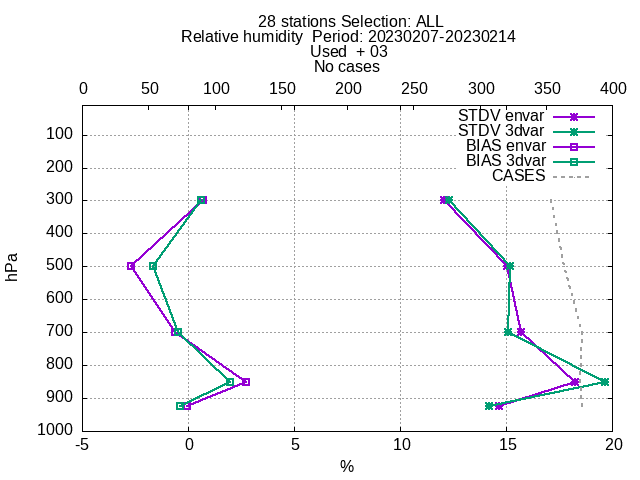 28 stations Selection: ALL
Relative humidity  Period: 20230207-20230214
Used  + 03
No cases
0 50 100 150 200 250 300 350 400
STDV envar
STDV 3dvar
BIAS envar
BIAS 3dvar
CASES
100
200
300
400
500
600
700
800
900
1000
hPa
-5 0 5 10 15 20
%